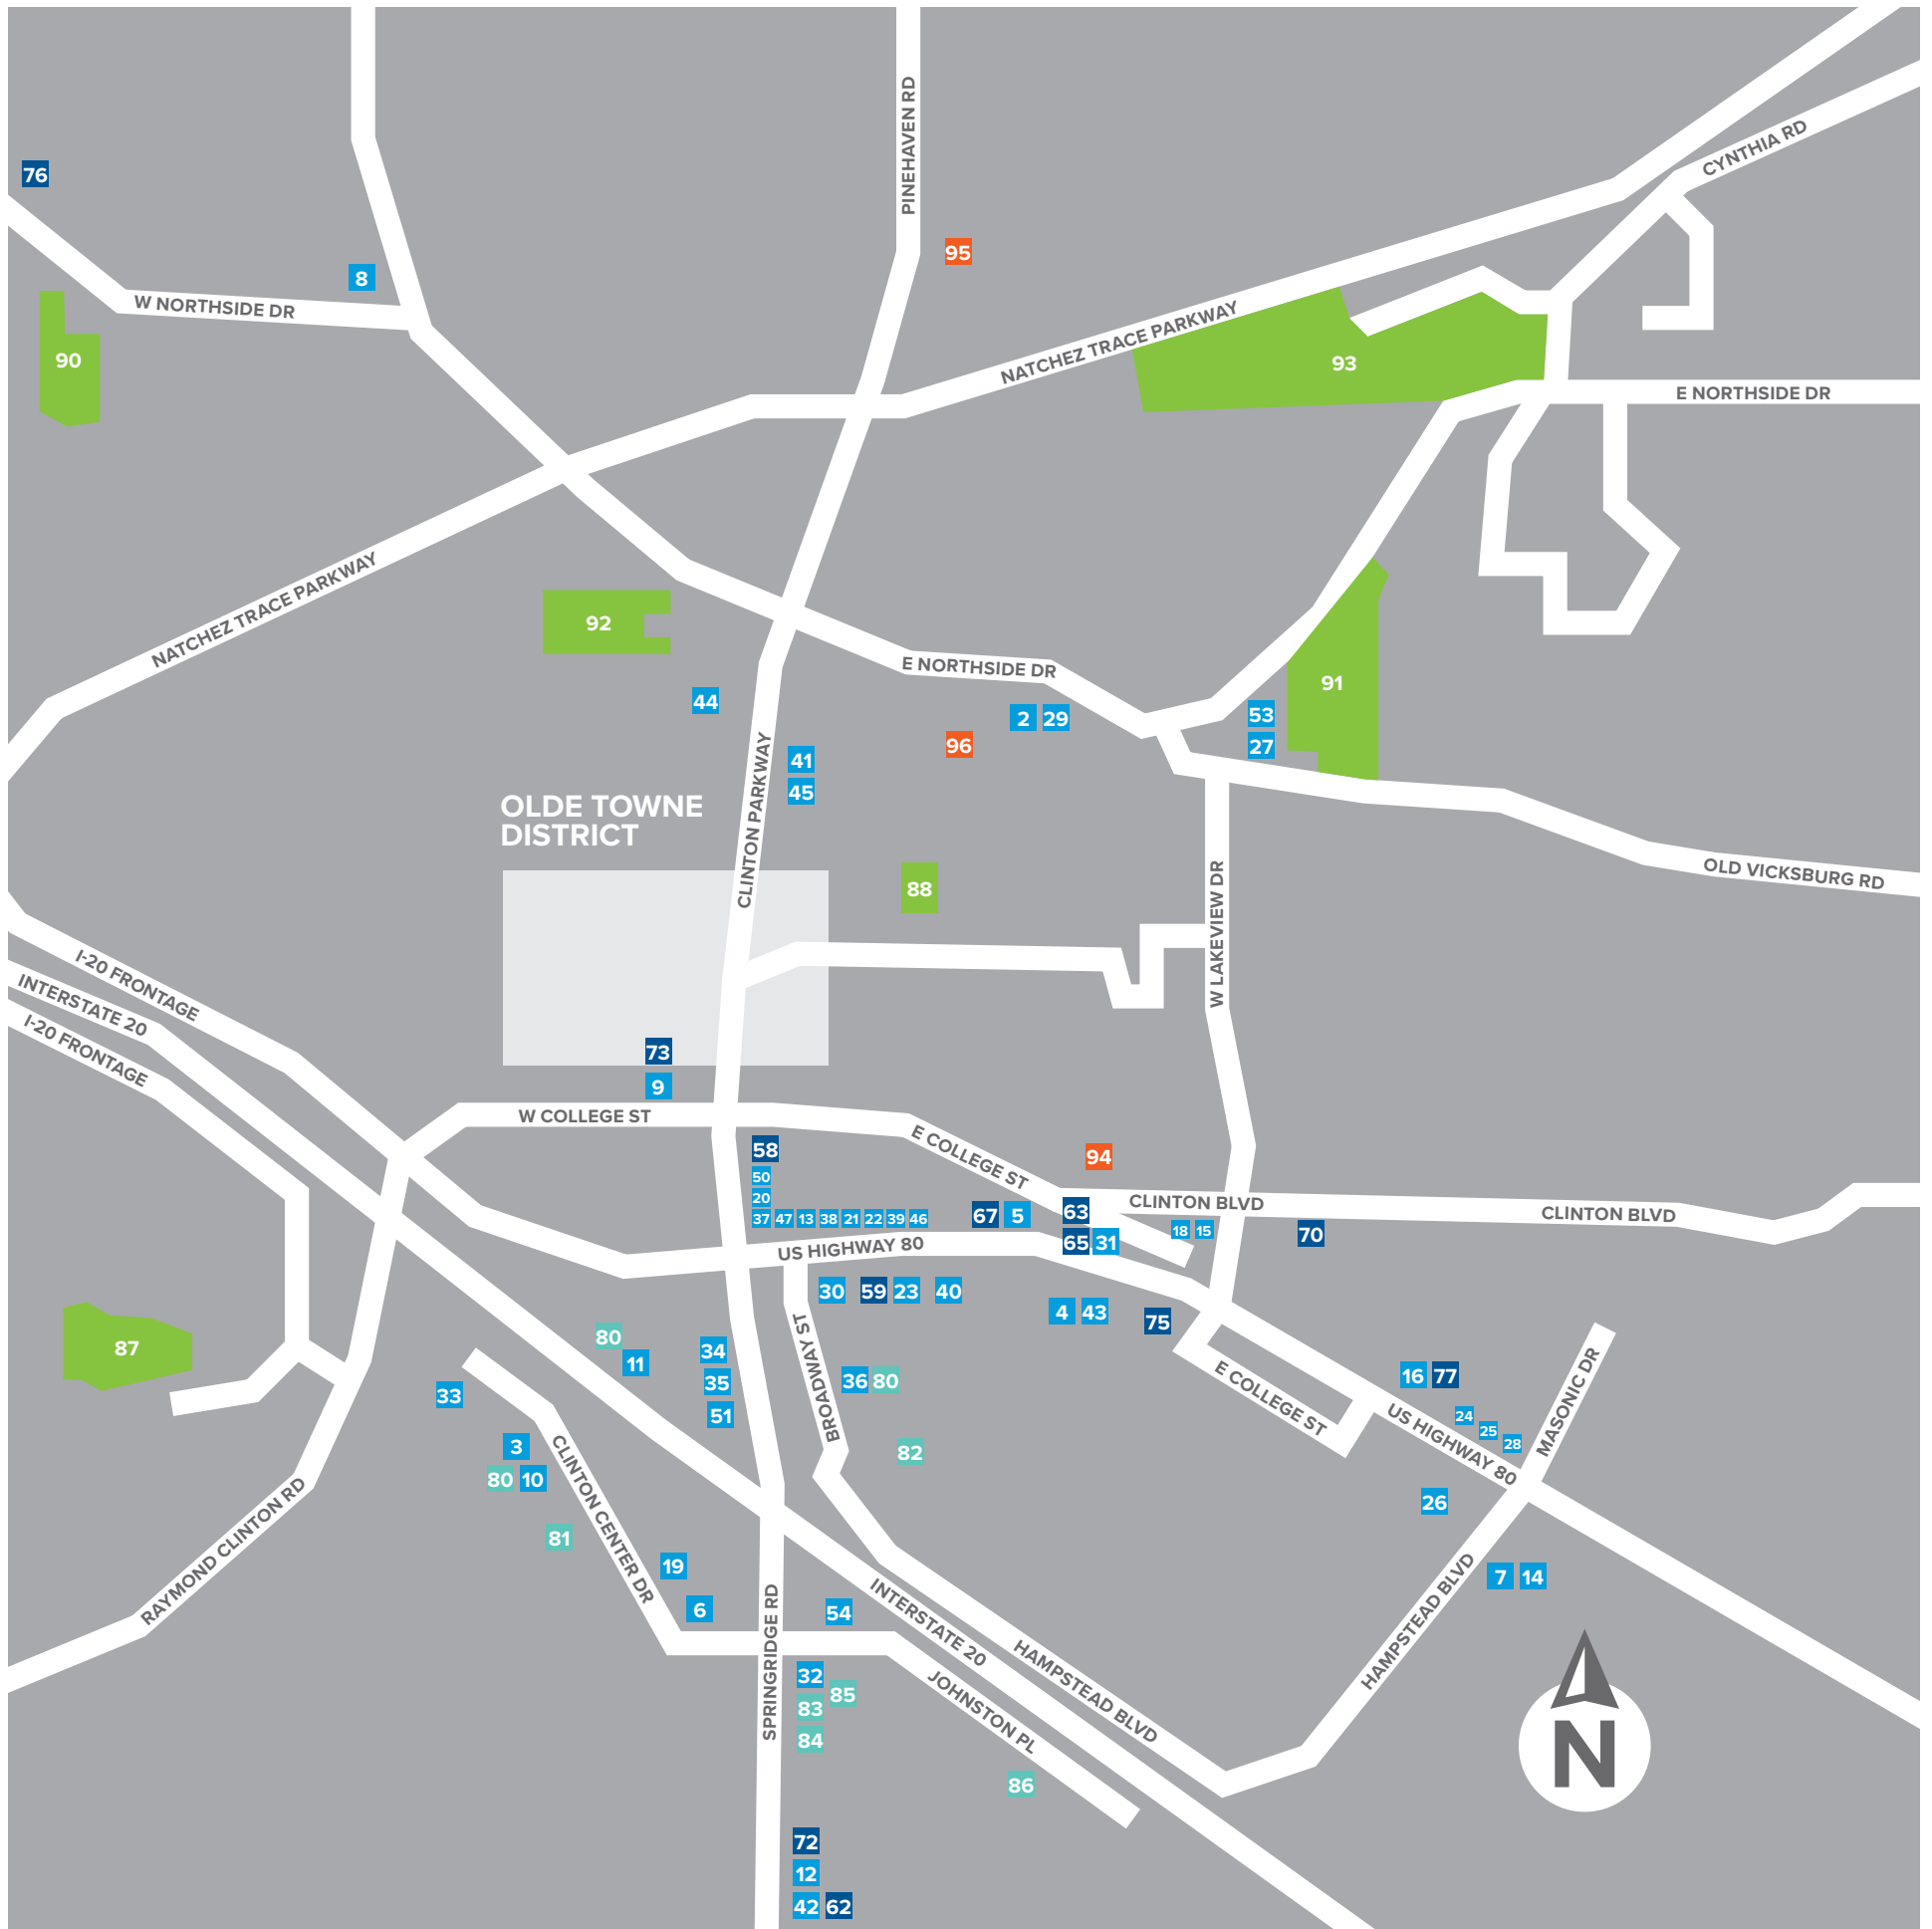 PINEHAVEN RD
CYNTHIA RD
76
95
8
W NORTHSIDE DR
NATCHEZ TRACE PARKWAY
90
93
E NORTHSIDE DR
NATCHEZ TRACE PARKWAY
92
E NORTHSIDE DR
91
44
2 29
53
96
27
41
45
CLINTON PARKWAY
OLDE TOWNE
DISTRICT
88
OLD VICKSBURG RD
W LAKEVIEW DR
I-20 FRONTAGE
INTERSTATE 20
I-20 FRONTAGE
73
9
W COLLEGE ST
E COLLEGE ST
58
94
50
20
37 47 13 38 21 22 39 46
67 5
63
CLINTON BLVD
CLINTON BLVD
18 15
70
65 31
US HIGHWAY 80
30 59 23 40
4 43
75
80
11
34
35
51
87
33
BROADWAY ST
36 80
E COLLEGE ST
16 77
24
25
28
US HIGHWAY 80
MASONIC DR
3
80 10
82
26
CLINTON CENTER DR
81
RAYMOND CLINTON RD
19
6
54
7 14
HAMPSTEAD BLVD
SPRINGRIDGE RD
INTERSTATE 20
HAMPSTEAD BLVD
JOHNSTON PL
32
85
83
84
86
N
72
12
42 62